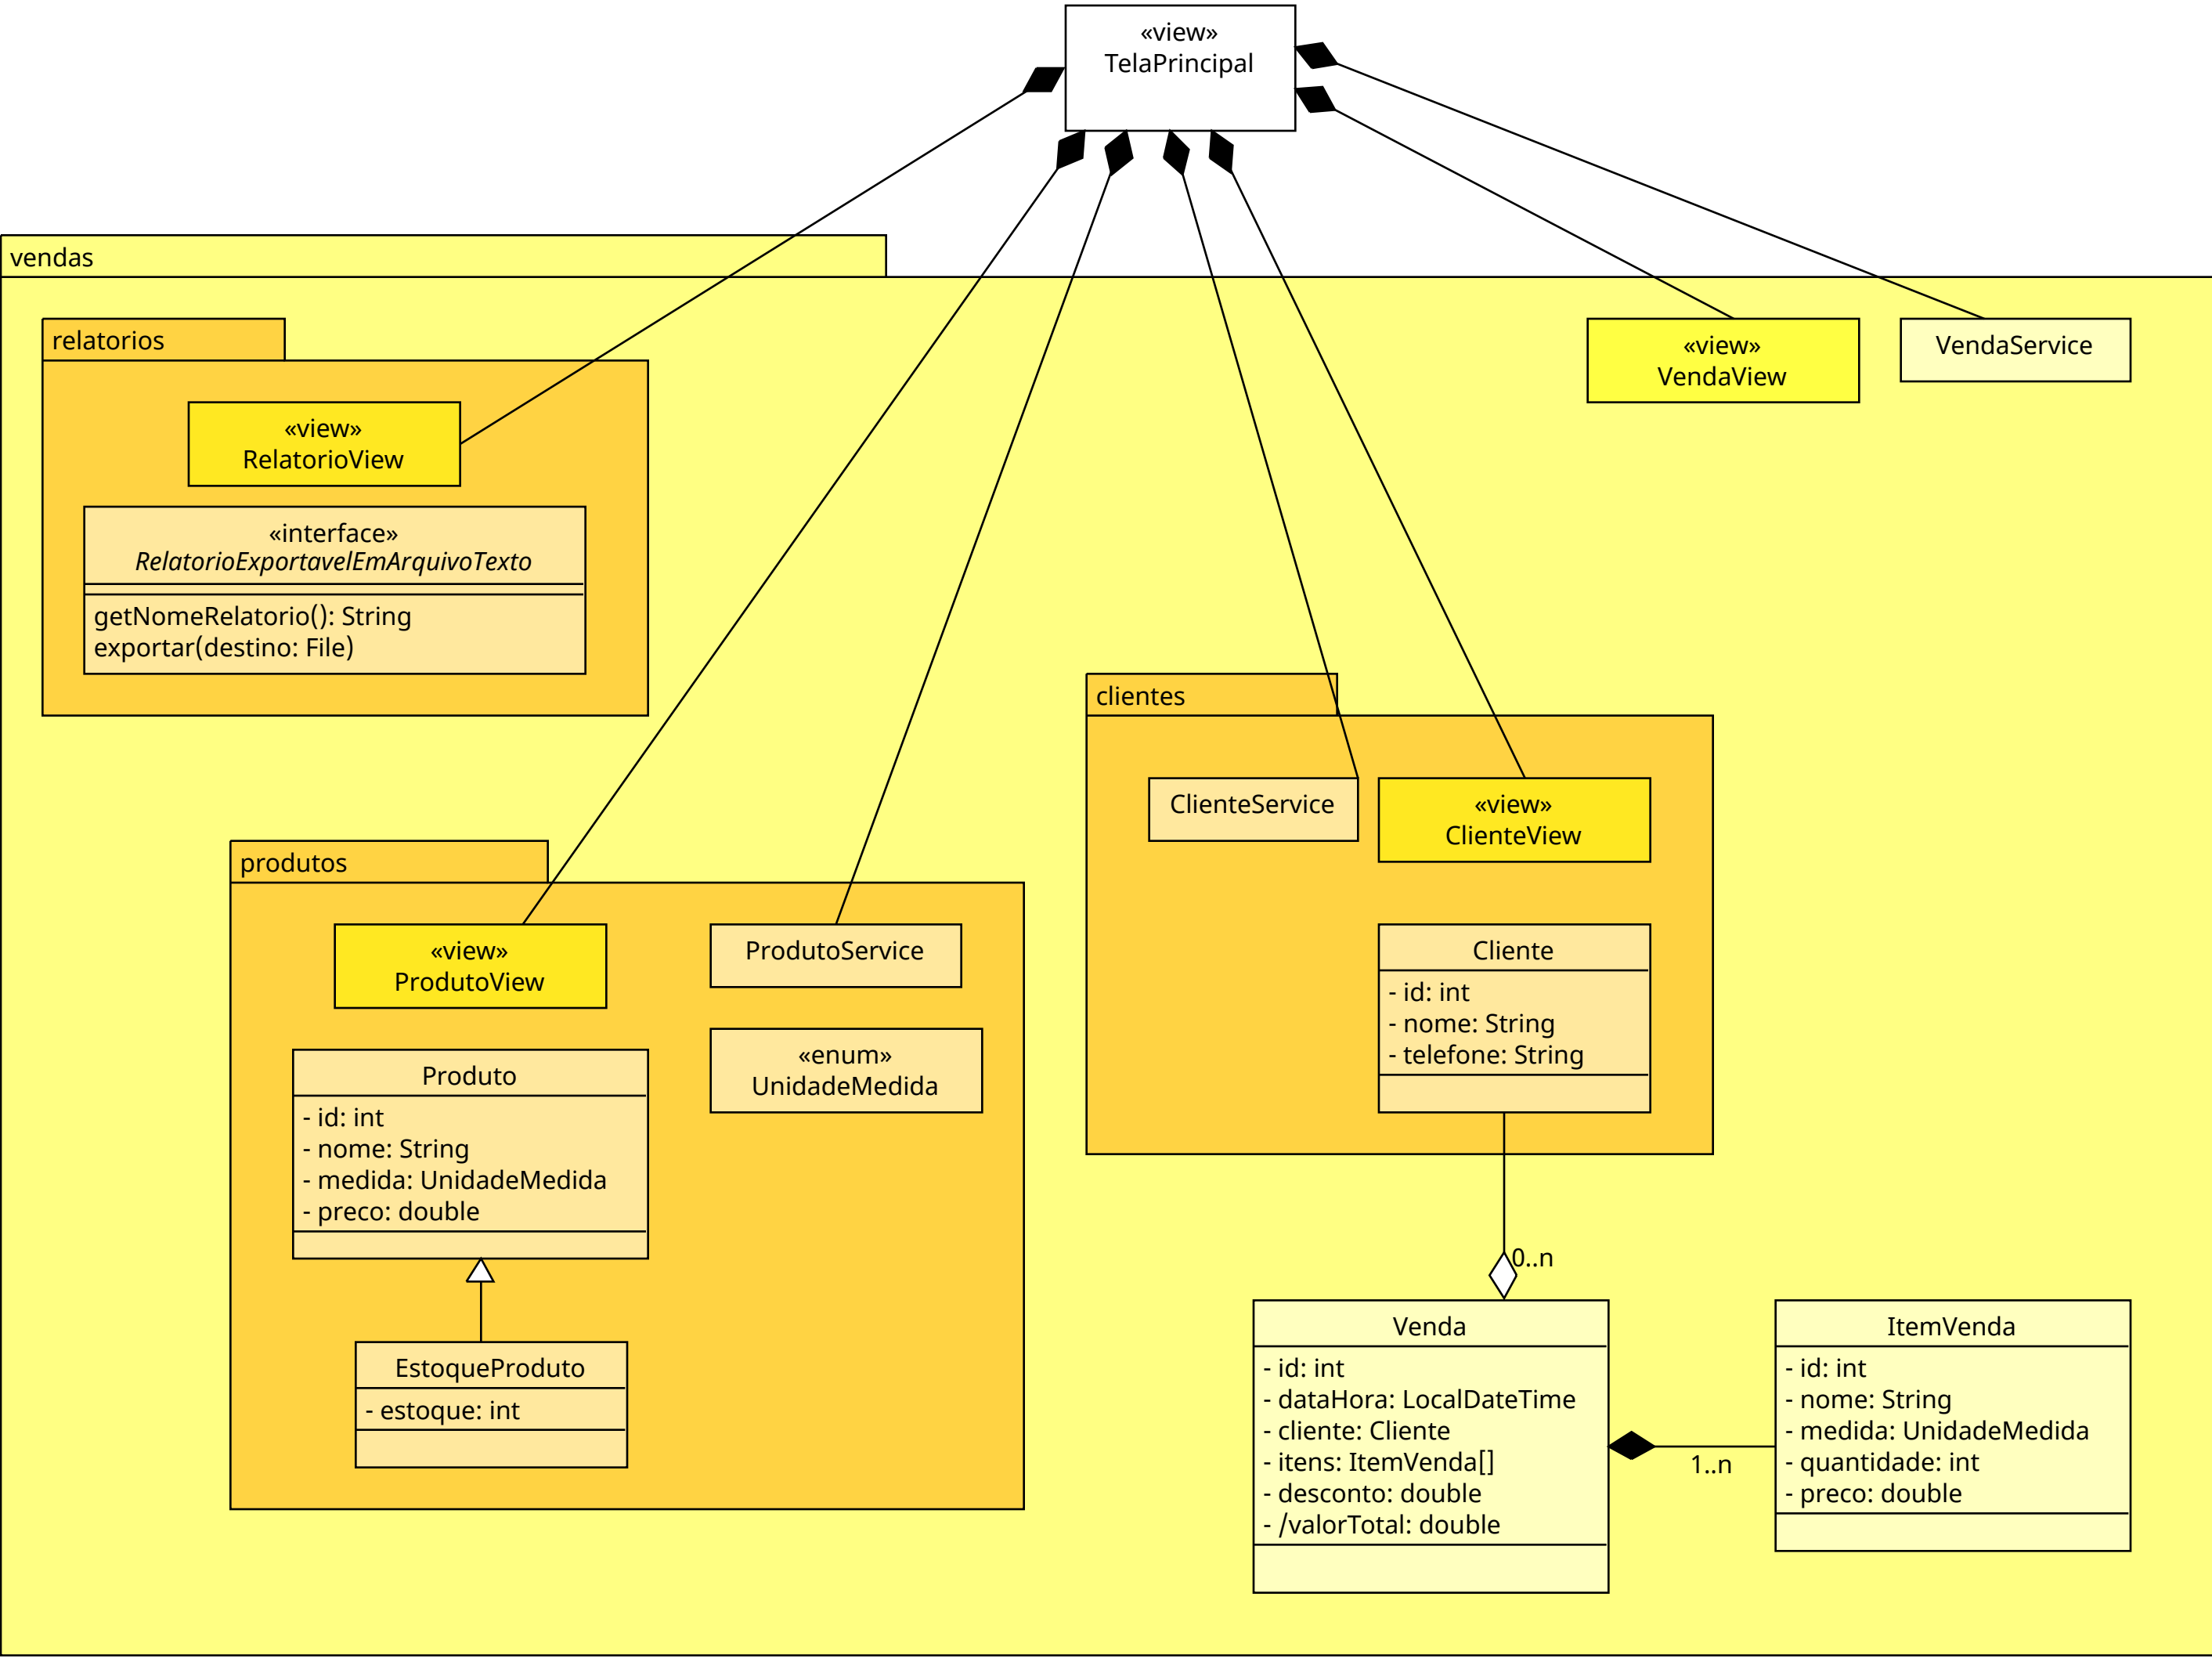 «view»
TelaPrincipal
vendas
relatorios
«view»
RelatorioView
«interface»
RelatorioExportavelEmArquivoTexto
getNomeRelatorio(): String
exportar(destino: File)
«view»
VendaView
VendaService
clientes
ClienteService
«view»
ClienteView
Cliente
- id: int
- nome: String
- telefone: String
produtos
«view»
ProdutoView
ProdutoService
«enum»
UnidadeMedida
Produto
- id: int
- nome: String
- medida: UnidadeMedida
- preco: double
EstoqueProduto
- estoque: int
0..n
Venda
- id: int
- dataHora: LocalDateTime
- cliente: Cliente
- itens: ItemVenda[]
- desconto: double
- /valorTotal: double
1..n
ItemVenda
- id: int
- nome: String
- medida: UnidadeMedida
- quantidade: int
- preco: double